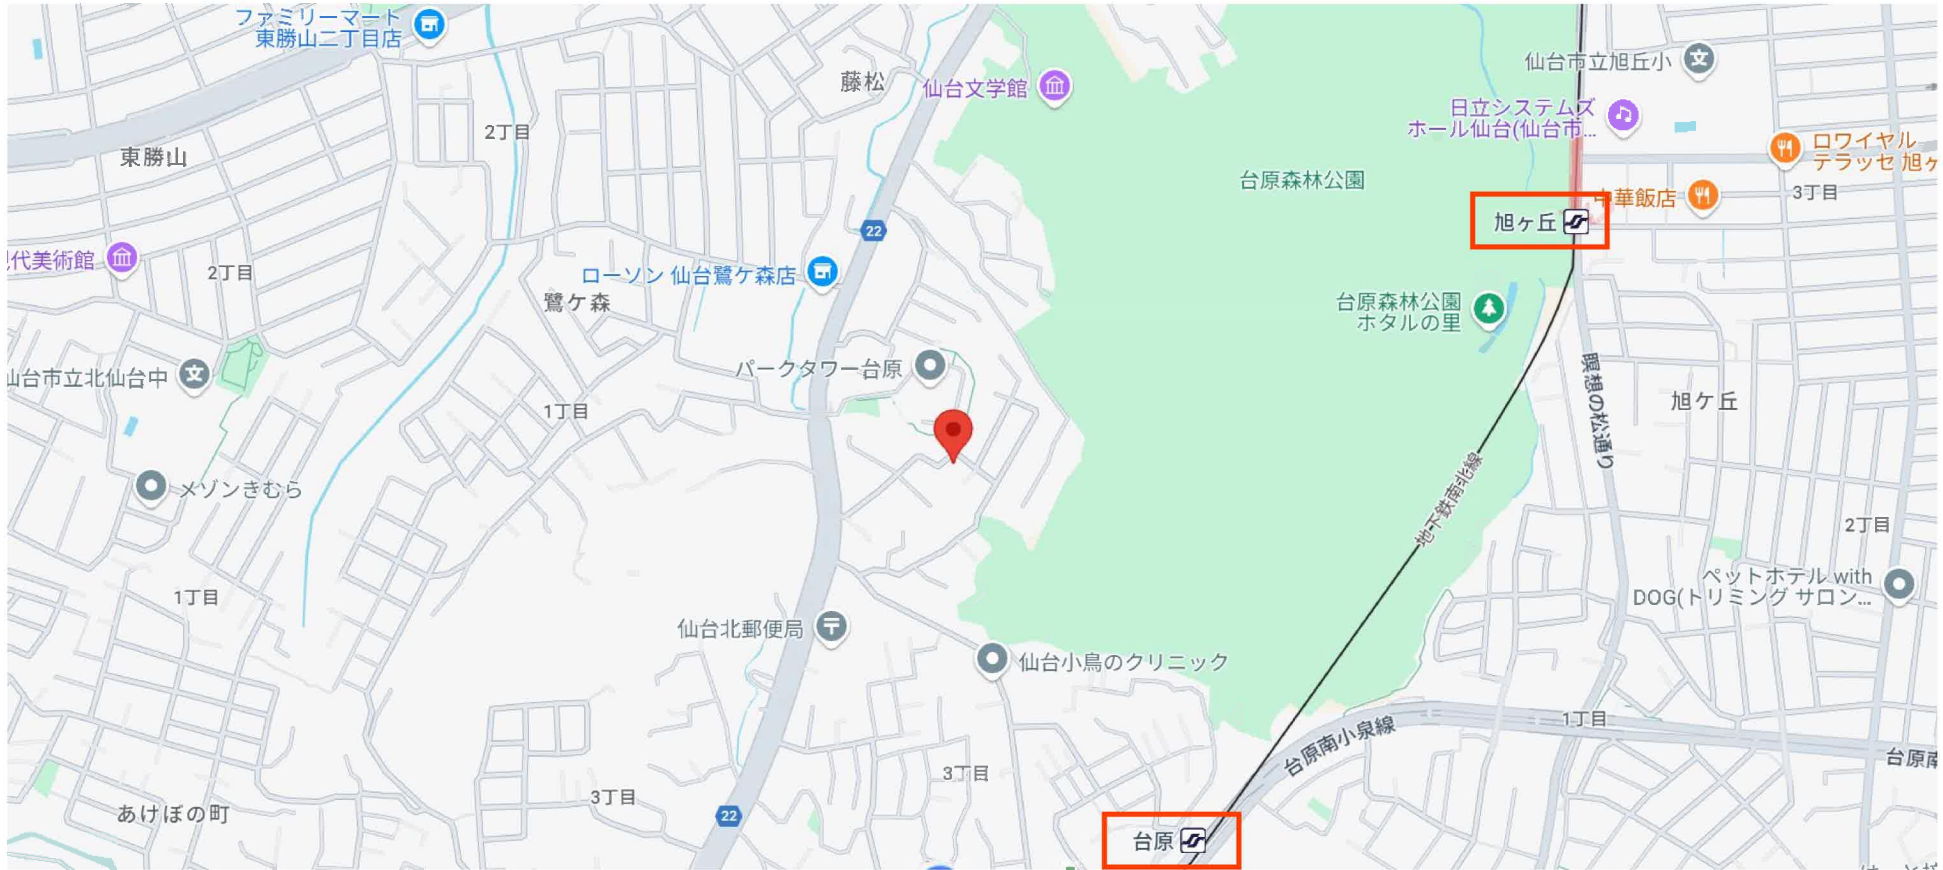 ファミリーマート
東勝山二丁目店
藤松
仙台文学館
仙台市立旭丘小
日立システムズ
ホール仙台(仙台市...
2丁目
東勝山
台原森林公園
ロワイヤル
テラッセ 旭ヶ
3丁目
中華飯店
旭ヶ丘
22
代美術館
2丁目
ローソン 仙台鷺ケ森店
鷺ケ森
台原森林公園
ホタルの里
仙台市立北仙台中
パークタワー台原
1丁目
瞑想の松通り
旭ケ丘
地下鉄南北線
メゾンきむら
2丁目
ペットホテル with
DOG(トリミング サロン...
1丁目
仙台北郵便局
仙台小鳥のクリニック
1丁目
台原南小泉線
台原南
3丁目
3丁目
22
あけぼの町
台原